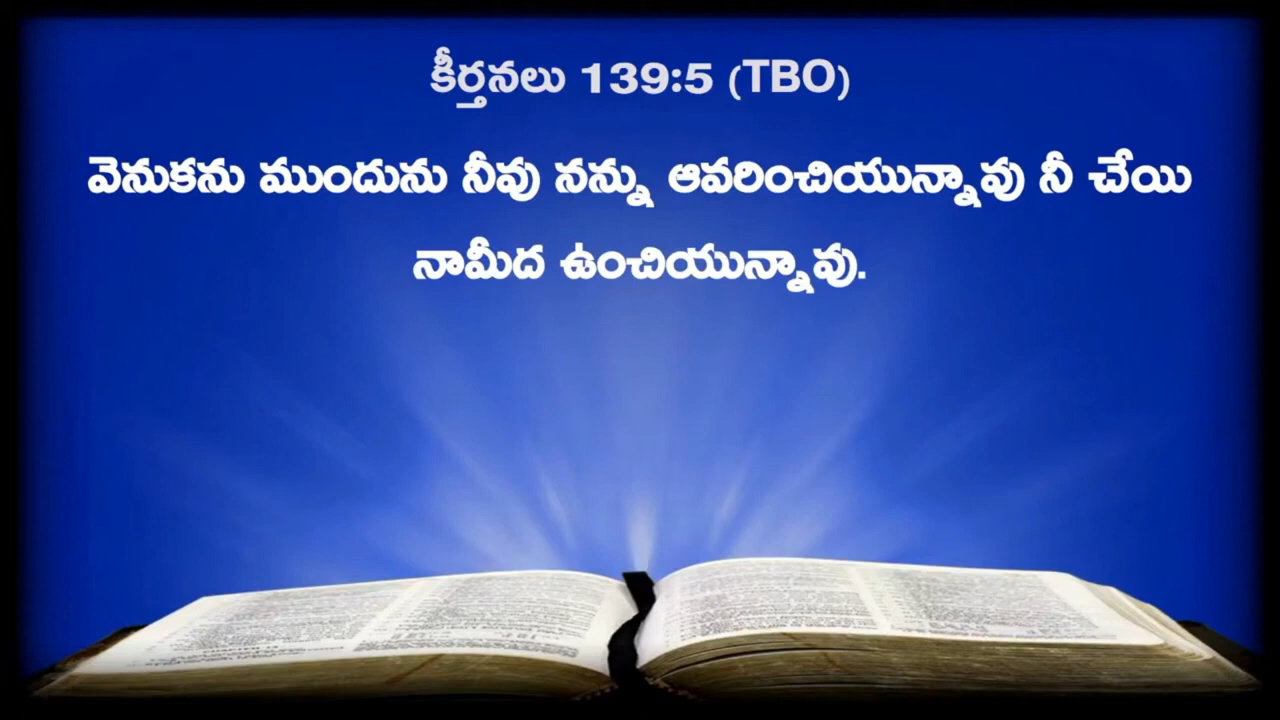 కీర్తనలు 139:5 (TBO)
వెనుకను ముందును నీవు నన్ను ఆవరించియున్నావు నీ చేయి
నామీద ఉంచియున్నావు.